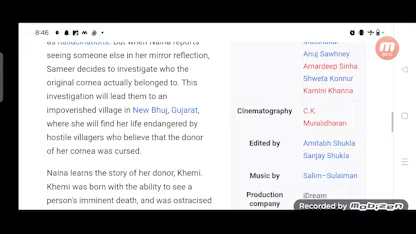 8:46
as hallucinations. But when Naina reports
seeing someone else in her mirror reflection,
Sameer decides to investigate who the
original cornea actually belonged to. This
investigation will lead them to an
impoverished village in New Bhuj, Gujarat,
where she will find her life endangered by
hostile villagers who believe that the donor
of her cornea was cursed.
Naina learns the story of her donor, Khemi.
Khemi was born with the ability to see a
person's imminent death, and was ostracised
Anuj Sawhney
Amardeep Sinha
Shweta Konnur
Kamini Khanna
Cinematography C.K.
Muralidharan
Edited by Amitabh Shukla
Sanjay Shukla
Music by Salim–Sulaiman
Production iDream
company
Recorded by
MOBIZEN